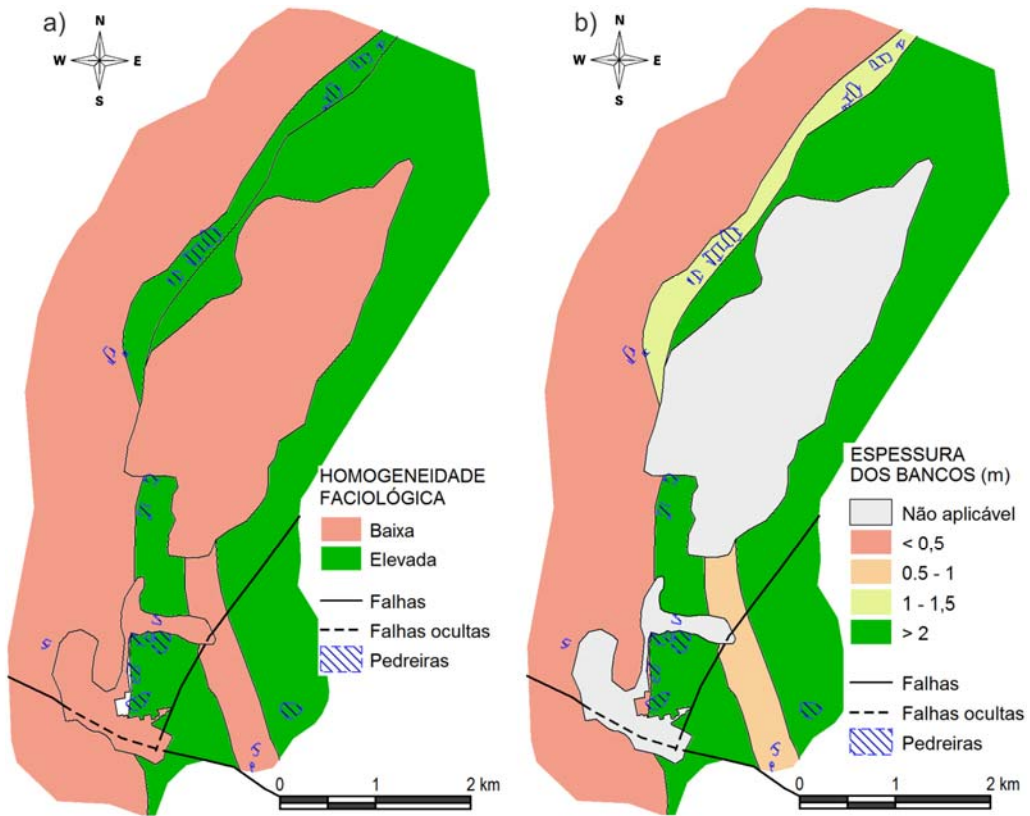 a)
N
W E
S
HOMOGENEIDADE
FACIOLÓGICA
Baixa
Elevada
Falhas
Falhas ocultas
Pedreiras
0 1 2 km
b)
N
W E
S
ESPESSURA
DOS BANCOS (m)
Não aplicável
< 0,5
0.5 - 1
1 - 1,5
> 2
Falhas
Falhas ocultas
Pedreiras
0 1 2 km